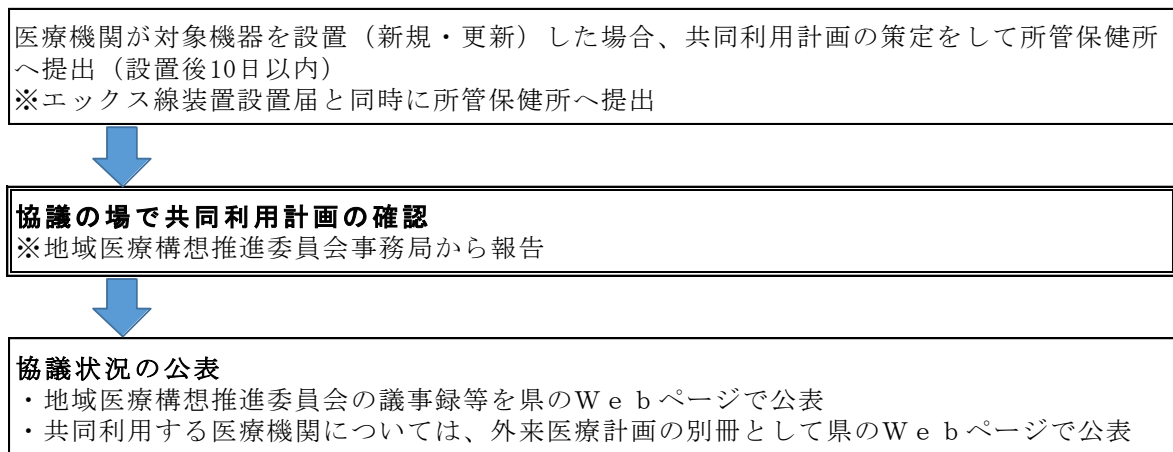 医療機関が対象機器を設置（新規・更新）した場合、共同利用計画の策定をして所管保健所
へ提出（設置後10日以内）
※エックス線装置設置届と同時に所管保健所へ提出
協議の場で共同利用計画の確認
※地域医療構想推進委員会事務局から報告
協議状況の公表
・地域医療構想推進委員会の議事録等を県のＷｅｂページで公表
・共同利用する医療機関については、外来医療計画の別冊として県のＷｅｂページで公表